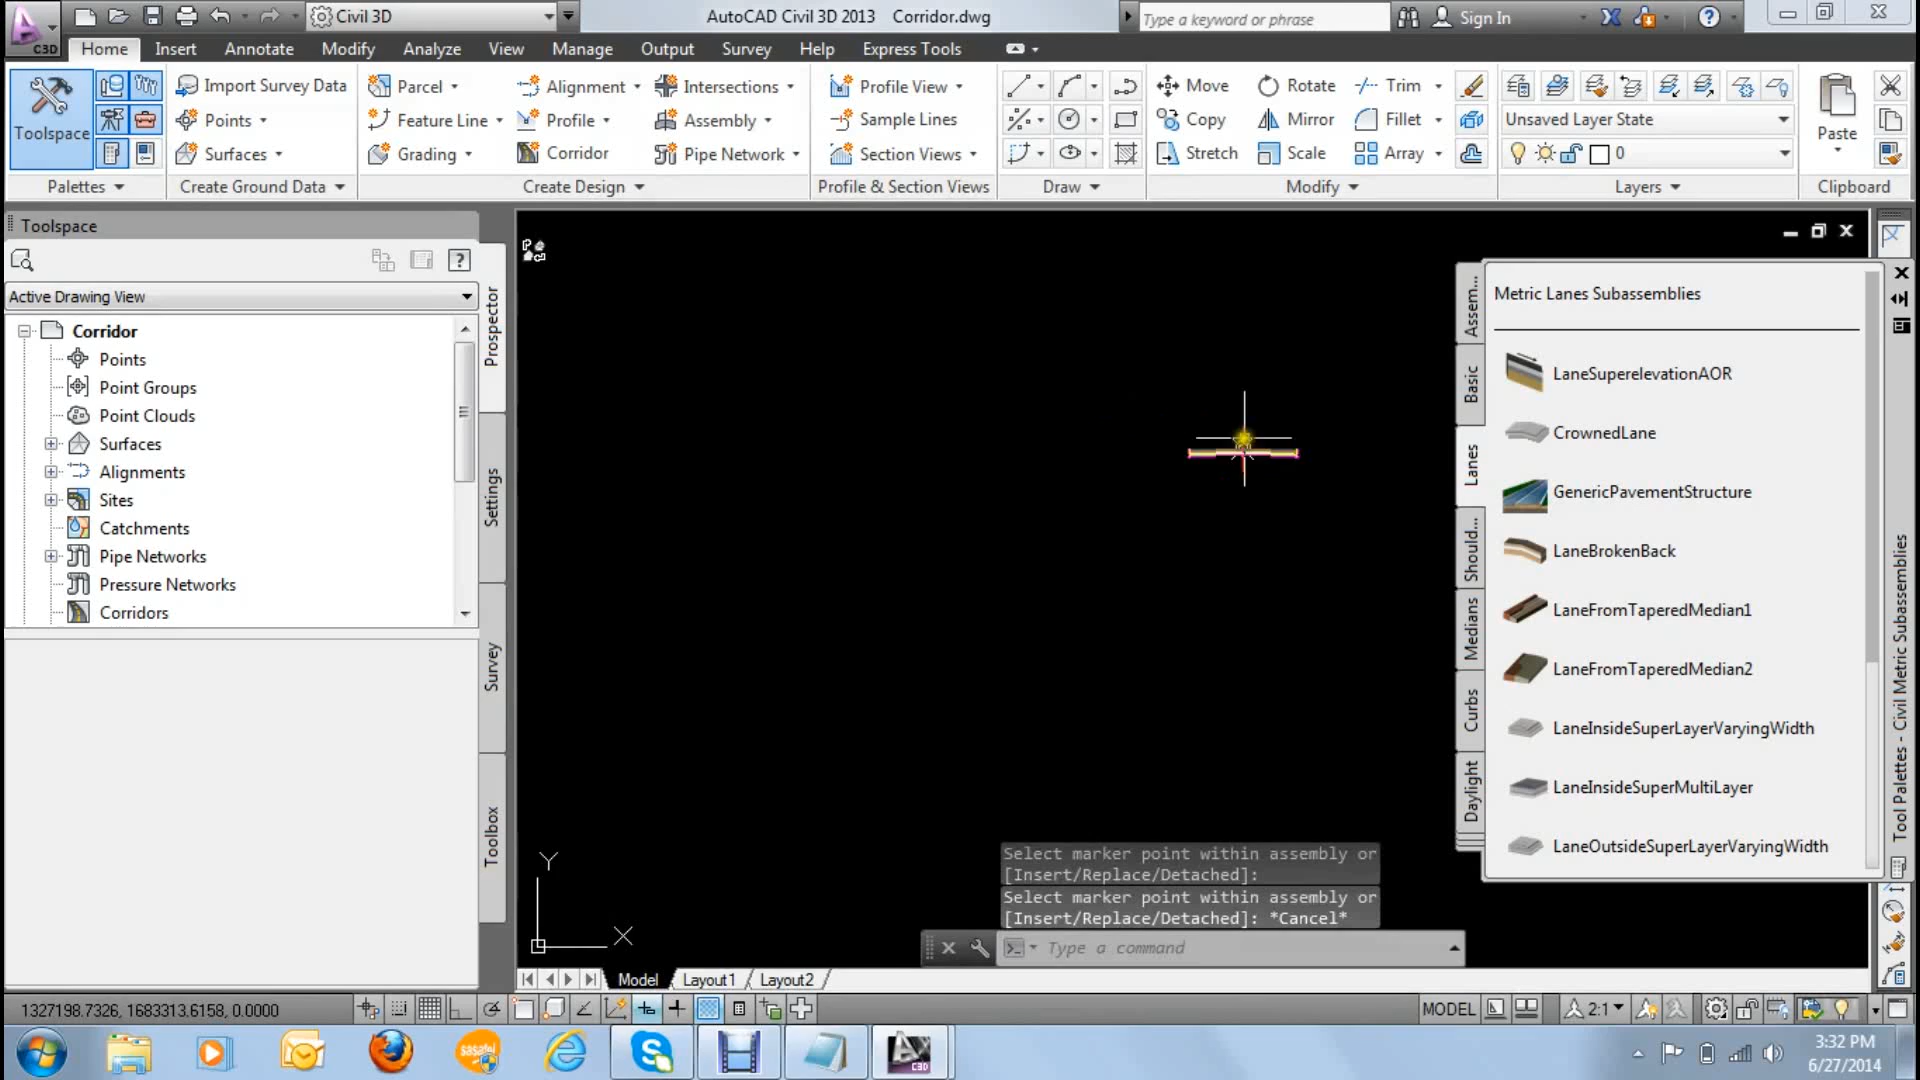 C3D
Civil 3D
AutoCAD Civil 3D 2013 Corridor.dwg
Type a keyword or phrase
Sign In
Home Insert Annotate Modify Analyze View Manage Output Survey Help Express Tools
Toolspace
Import Survey Data
Points
Surfaces
Parcel
Feature Line
Grading
Alignment
Profile
Corridor
Intersections
Assembly
Pipe Network
Profile View
Sample Lines
Section Views
Move
Copy
Stretch
Rotate
Mirror
Scale
Trim
Fillet
Array
Unsaved Layer State
0
Paste
Palettes
Create Ground Data
Create Design
Profile & Section Views
Draw
Modify
Layers
Clipboard
Toolspace
Active Drawing View
Corridor
Points
Point Groups
Point Clouds
Surfaces
Alignments
Sites
Catchments
Pipe Networks
Pressure Networks
Corridors
Prospector
Settings
Survey
Toolbox
Y
X
Assem...
Basic
Lanes
Should...
Medians
Curbs
Daylight
Metric Lanes Subassemblies
LaneSuperelevationAOR
CrownedLane
GenericPavementStructure
LaneBrokenBack
LaneFromTaperedMedian1
LaneFromTaperedMedian2
LaneInsideSuperLayerVaryingWidth
LaneInsideSuperMultiLayer
LaneOutsideSuperLayerVaryingWidth
Tool Palettes - Civil Metric Subassemblies
Select marker point within assembly or
[Insert/Replace/Detached]:
Select marker point within assembly or
[Insert/Replace/Detached]: *Cancel*
Type a command
Model Layout1 Layout2
1327198.7326, 1683313.6158, 0.0000
MODEL
2:1
sasatel
C3D
3:32 PM
6/27/2014